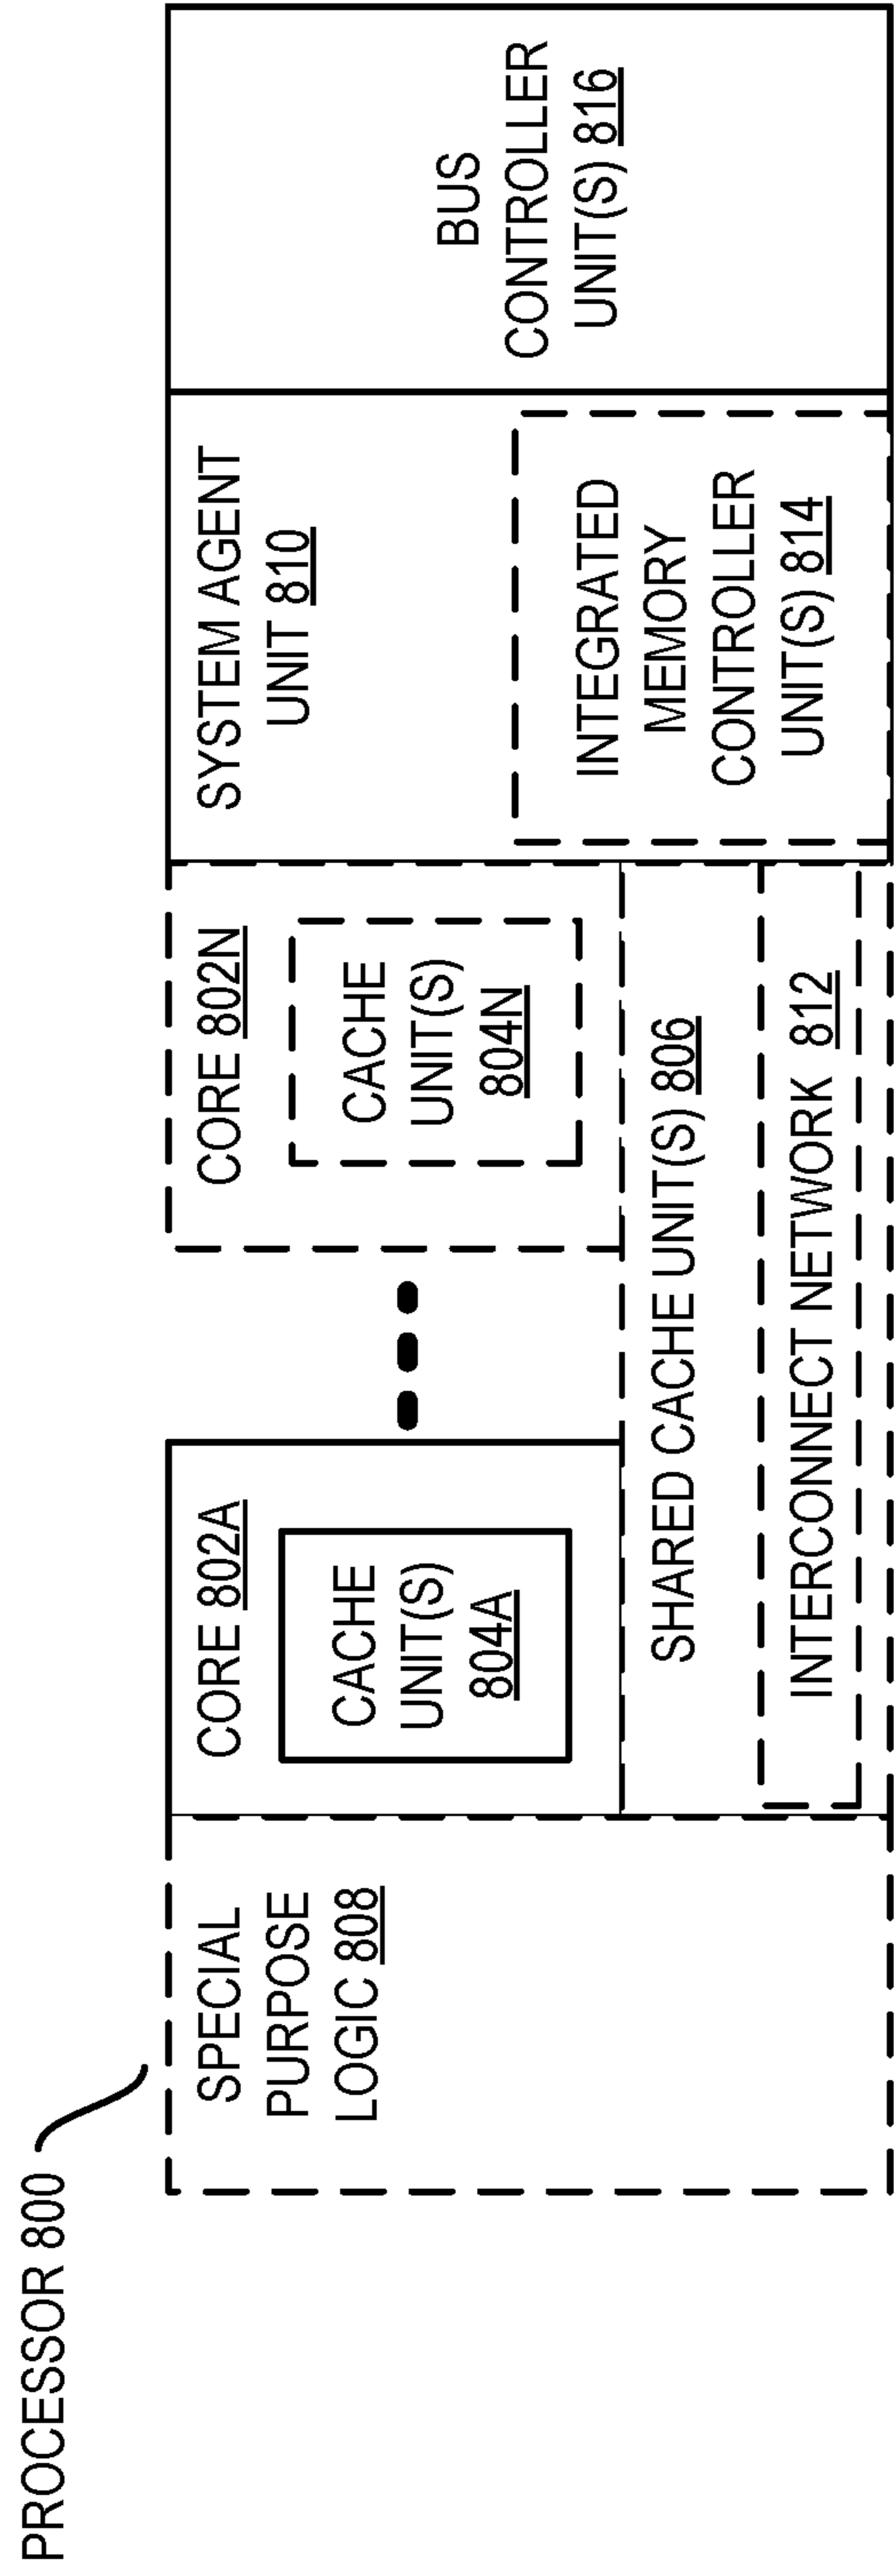 PROCESSOR 800
SPECIAL
PURPOSE
LOGIC 808
CORE 802A
CACHE
UNIT(S)
804A
CORE 802N
CACHE
UNIT(S)
804N
SHARED CACHE UNIT(S) 806
INTERCONNECT NETWORK 812
SYSTEM AGENT
UNIT 810
INTEGRATED
MEMORY
CONTROLLER
UNIT(S) 814
BUS
CONTROLLER
UNIT(S) 816